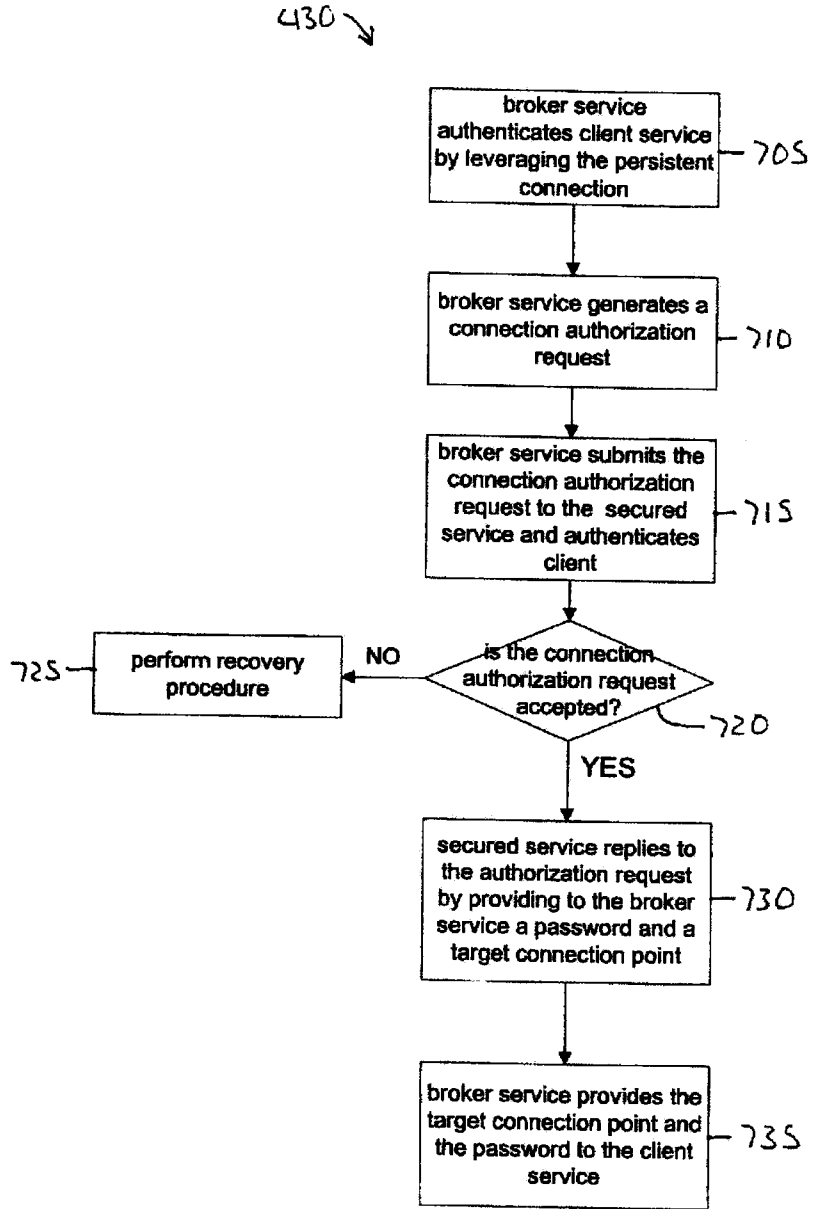 430
broker service
authenticates client service
by leveraging the persistent
connection
705
broker service generates a
connection authorization
request
710
broker service submits the
connection authorization
request to the secured
service and authenticates
client
715
is the connection
authorization request
accepted?
720
NO
perform recovery
procedure
725
YES
secured service replies to
the authorization request
by providing to the broker
service a password and a
target connection point
730
broker service provides the
target connection point and
the password to the client
service
735